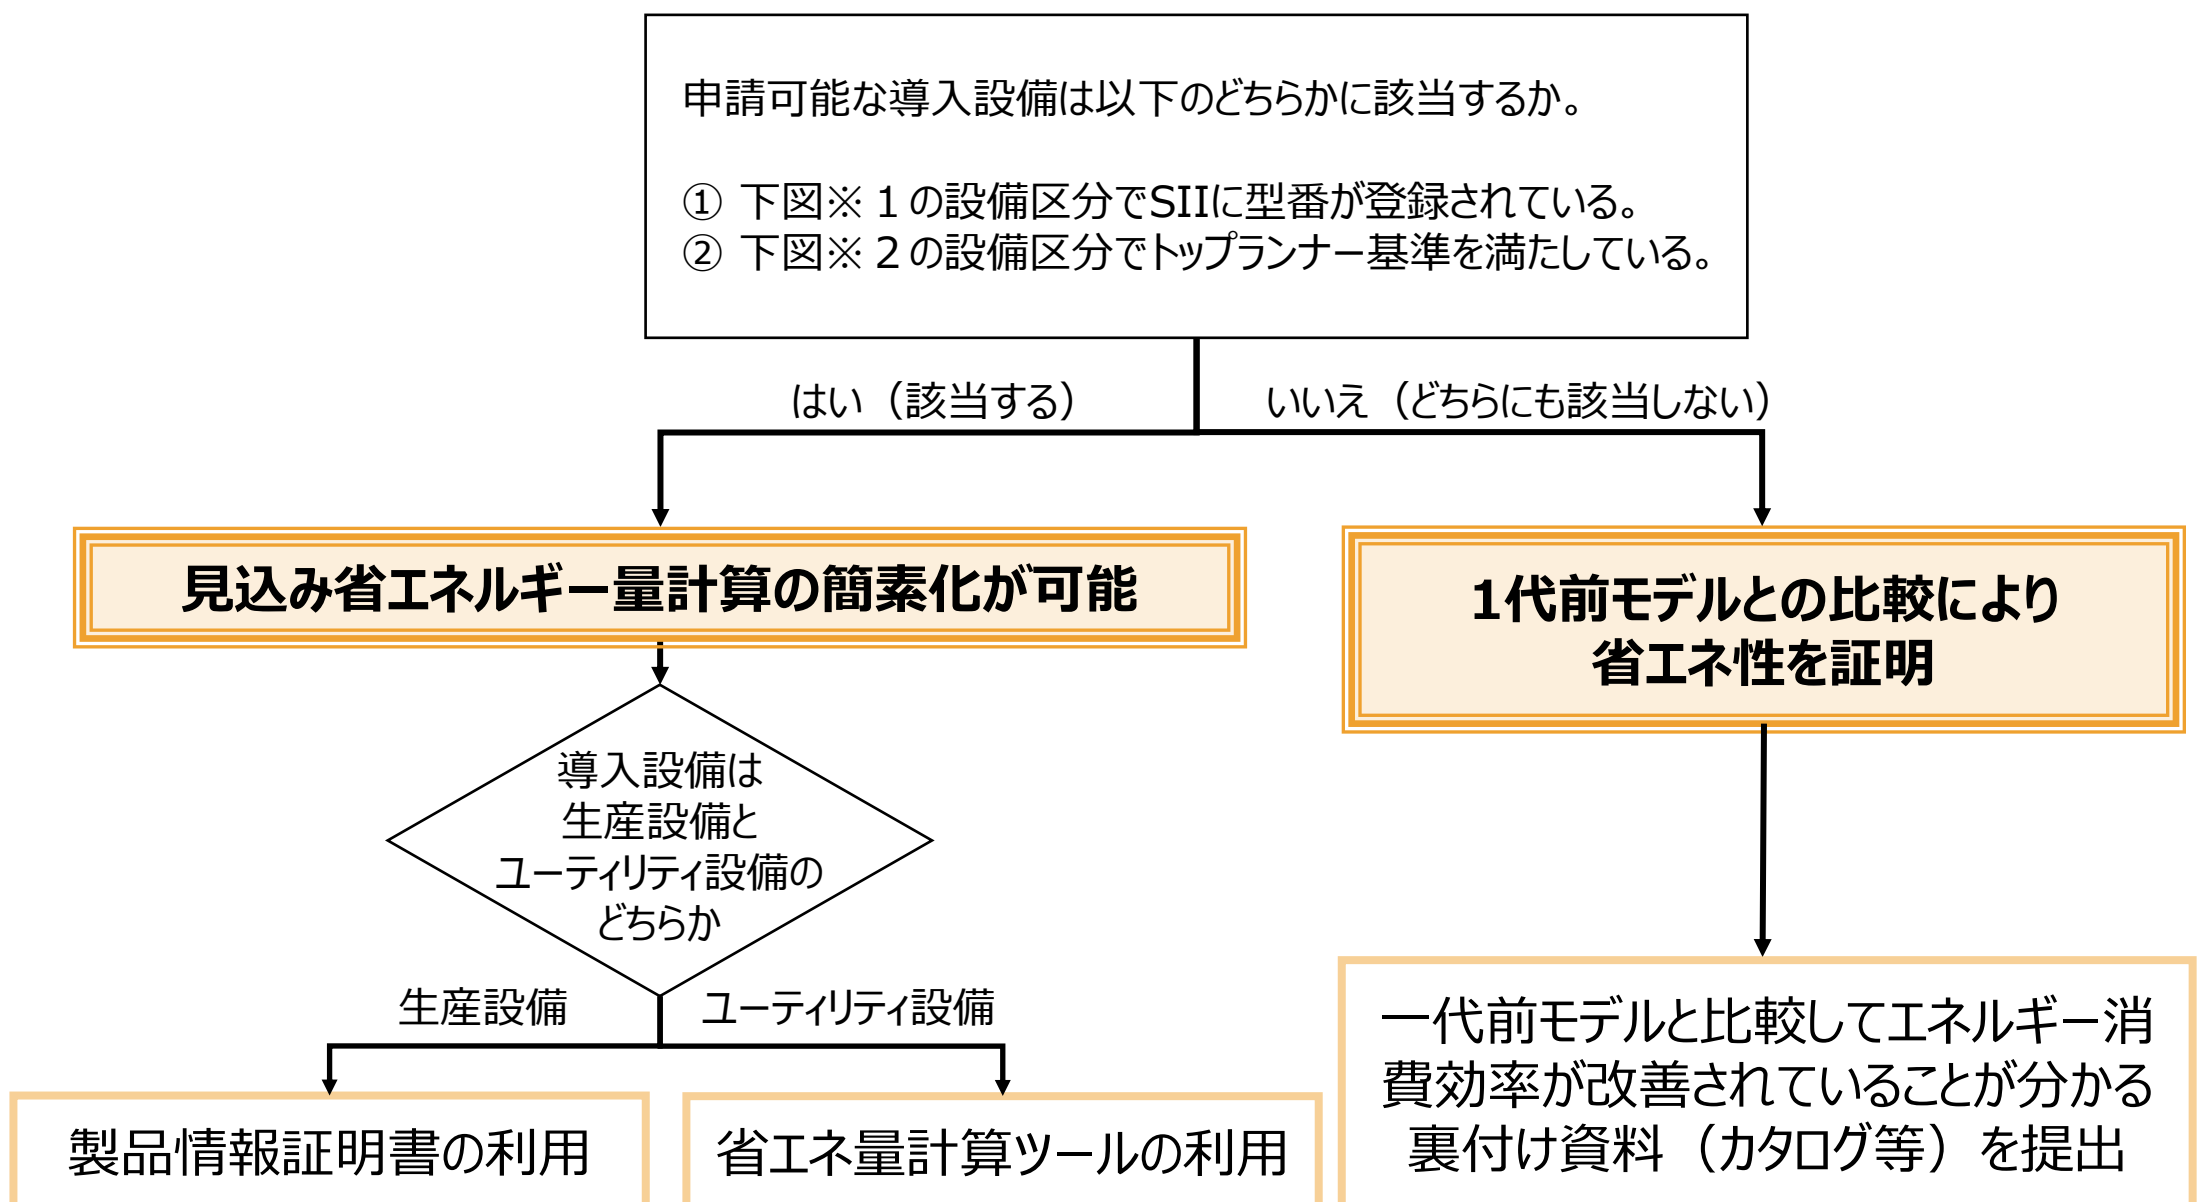 申請可能な導入設備は以下のどちらかに該当するか。
① 下図※１の設備区分でSIIに型番が登録されている。
② 下図※２の設備区分でトップランナー基準を満たしている。
はい（該当する）
いいえ（どちらにも該当しない）
見込み省エネルギー量計算の簡素化が可能
1代前モデルとの比較により
省エネ性を証明
導入設備は
生産設備と
ユーティリティ設備の
どちらか
生産設備
ユーティリティ設備
製品情報証明書の利用
省エネ量計算ツールの利用
一代前モデルと比較してエネルギー消
費効率が改善されていることが分かる
裏付け資料（カタログ等）を提出